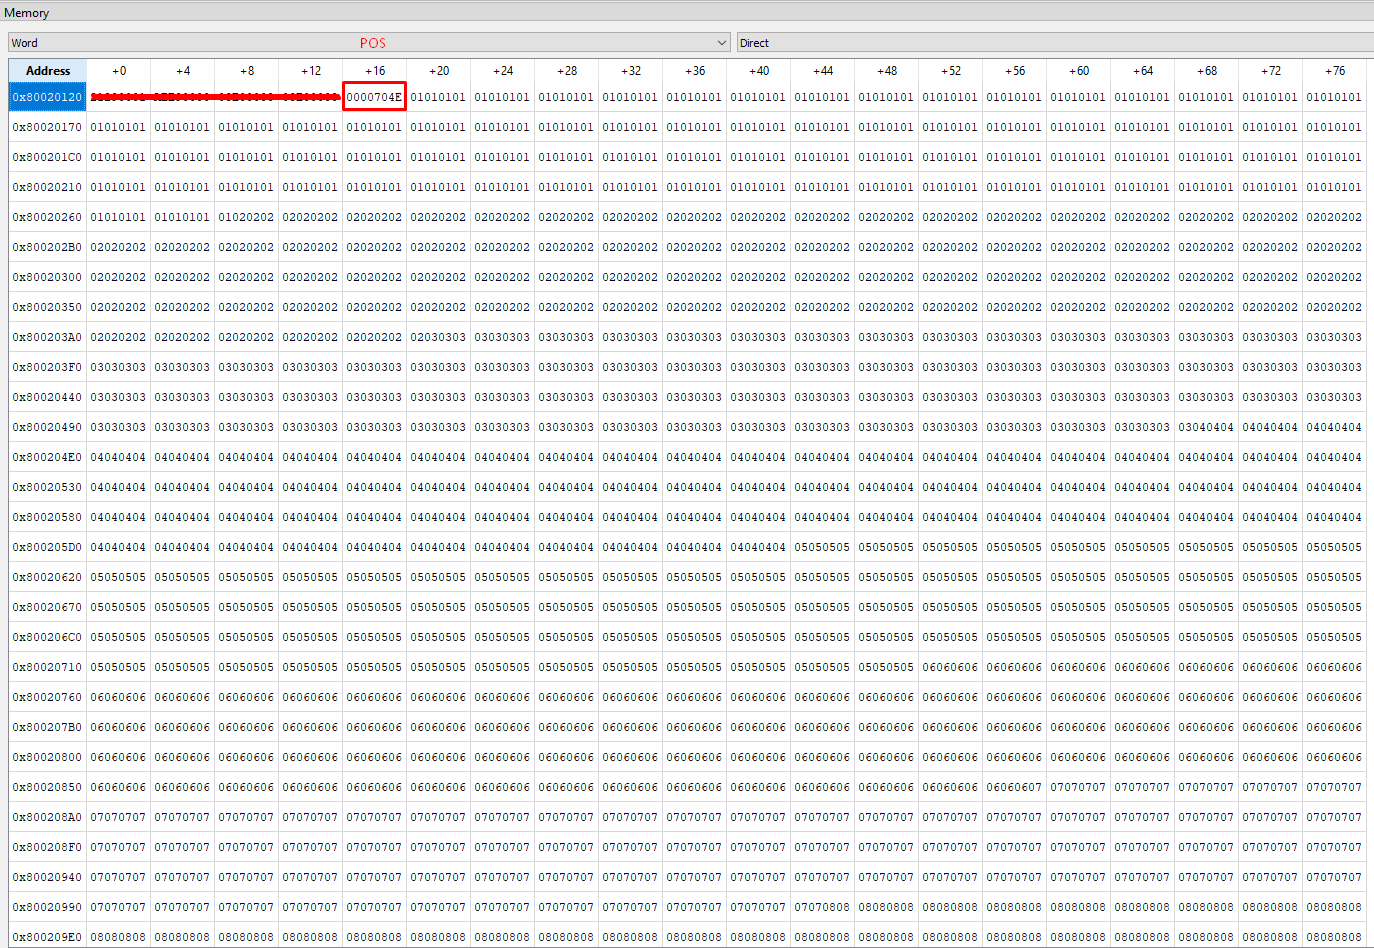 Memory
Word POS Direct
Address +0 +4 +8 +12 +16 +20 +24 +28 +32 +36 +40 +44 +48 +52 +56 +60 +64 +68 +72 +76
0x80020120 0000704E 01010101 01010101 01010101 01010101 01010101 01010101 01010101 01010101 01010101 01010101 01010101 01010101 01010101 01010101 01010101
0x80020170 01010101 01010101 01010101 01010101 01010101 01010101 01010101 01010101 01010101 01010101 01010101 01010101 01010101 01010101 01010101 01010101 01010101 01010101 01010101 01010101
0x800201C0 01010101 01010101 01010101 01010101 01010101 01010101 01010101 01010101 01010101 01010101 01010101 01010101 01010101 01010101 01010101 01010101 01010101 01010101 01010101 01010101
0x80020210 01010101 01010101 01010101 01010101 01010101 01010101 01010101 01010101 01010101 01010101 01010101 01010101 01010101 01010101 01010101 01010101 01010101 01010101 01010101 01010101
0x80020260 01010101 01010101 01020202 02020202 02020202 02020202 02020202 02020202 02020202 02020202 02020202 02020202 02020202 02020202 02020202 02020202 02020202 02020202 02020202 02020202
0x800202B0 02020202 02020202 02020202 02020202 02020202 02020202 02020202 02020202 02020202 02020202 02020202 02020202 02020202 02020202 02020202 02020202 02020202 02020202 02020202 02020202
0x80020300 02020202 02020202 02020202 02020202 02020202 02020202 02020202 02020202 02020202 02020202 02020202 02020202 02020202 02020202 02020202 02020202 02020202 02020202 02020202 02020202
0x80020350 02020202 02020202 02020202 02020202 02020202 02020202 02020202 02020202 02020202 02020202 02020202 02020202 02020202 02020202 02020202 02020202 02020202 02020202 02020202 02020202
0x800203A0 02020202 02020202 02020202 02020202 02020202 02030303 03030303 03030303 03030303 03030303 03030303 03030303 03030303 03030303 03030303 03030303 03030303 03030303 03030303 03030303
0x800203F0 03030303 03030303 03030303 03030303 03030303 03030303 03030303 03030303 03030303 03030303 03030303 03030303 03030303 03030303 03030303 03030303 03030303 03030303 03030303 03030303
0x80020440 03030303 03030303 03030303 03030303 03030303 03030303 03030303 03030303 03030303 03030303 03030303 03030303 03030303 03030303 03030303 03030303 03030303 03030303 03030303 03030303
0x80020490 03030303 03030303 03030303 03030303 03030303 03030303 03030303 03030303 03030303 03030303 03030303 03030303 03030303 03030303 03030303 03030303 03030303 03040404 04040404 04040404
0x800204E0 04040404 04040404 04040404 04040404 04040404 04040404 04040404 04040404 04040404 04040404 04040404 04040404 04040404 04040404 04040404 04040404 04040404 04040404 04040404 04040404
0x80020530 04040404 04040404 04040404 04040404 04040404 04040404 04040404 04040404 04040404 04040404 04040404 04040404 04040404 04040404 04040404 04040404 04040404 04040404 04040404 04040404
0x80020580 04040404 04040404 04040404 04040404 04040404 04040404 04040404 04040404 04040404 04040404 04040404 04040404 04040404 04040404 04040404 04040404 04040404 04040404 04040404 04040404
0x800205D0 04040404 04040404 04040404 04040404 04040404 04040404 04040404 04040404 04040404 04040404 04040404 05050505 05050505 05050505 05050505 05050505 05050505 05050505 05050505 05050505
0x80020620 05050505 05050505 05050505 05050505 05050505 05050505 05050505 05050505 05050505 05050505 05050505 05050505 05050505 05050505 05050505 05050505 05050505 05050505 05050505 05050505
0x80020670 05050505 05050505 05050505 05050505 05050505 05050505 05050505 05050505 05050505 05050505 05050505 05050505 05050505 05050505 05050505 05050505 05050505 05050505 05050505 05050505
0x800206C0 05050505 05050505 05050505 05050505 05050505 05050505 05050505 05050505 05050505 05050505 05050505 05050505 05050505 05050505 05050505 05050505 05050505 05050505 05050505 05050505
0x80020710 05050505 05050505 05050505 05050505 05050505 05050505 05050505 05050505 05050505 05050505 05050505 05050505 05050505 06060606 06060606 06060606 06060606 06060606 06060606 06060606
0x80020760 06060606 06060606 06060606 06060606 06060606 06060606 06060606 06060606 06060606 06060606 06060606 06060606 06060606 06060606 06060606 06060606 06060606 06060606 06060606 06060606
0x800207B0 06060606 06060606 06060606 06060606 06060606 06060606 06060606 06060606 06060606 06060606 06060606 06060606 06060606 06060606 06060606 06060606 06060606 06060606 06060606 06060606
0x80020800 06060606 06060606 06060606 06060606 06060606 06060606 06060606 06060606 06060606 06060606 06060606 06060606 06060606 06060606 06060606 06060606 06060606 06060606 06060606 06060606
0x80020850 06060606 06060606 06060606 06060606 06060606 06060606 06060606 06060606 06060606 06060606 06060606 06060606 06060606 06060606 06060607 07070707 07070707 07070707 07070707 07070707
0x800208A0 07070707 07070707 07070707 07070707 07070707 07070707 07070707 07070707 07070707 07070707 07070707 07070707 07070707 07070707 07070707 07070707 07070707 07070707 07070707 07070707
0x800208F0 07070707 07070707 07070707 07070707 07070707 07070707 07070707 07070707 07070707 07070707 07070707 07070707 07070707 07070707 07070707 07070707 07070707 07070707 07070707 07070707
0x80020940 07070707 07070707 07070707 07070707 07070707 07070707 07070707 07070707 07070707 07070707 07070707 07070707 07070707 07070707 07070707 07070707 07070707 07070707 07070707 07070707
0x80020990 07070707 07070707 07070707 07070707 07070707 07070707 07070707 07070707 07070707 07070707 07070707 07070808 08080808 08080808 08080808 08080808 08080808 08080808 08080808 08080808
0x800209E0 08080808 08080808 08080808 08080808 08080808 08080808 08080808 08080808 08080808 08080808 08080808 08080808 08080808 08080808 08080808 08080808 08080808 08080808 08080808 08080808